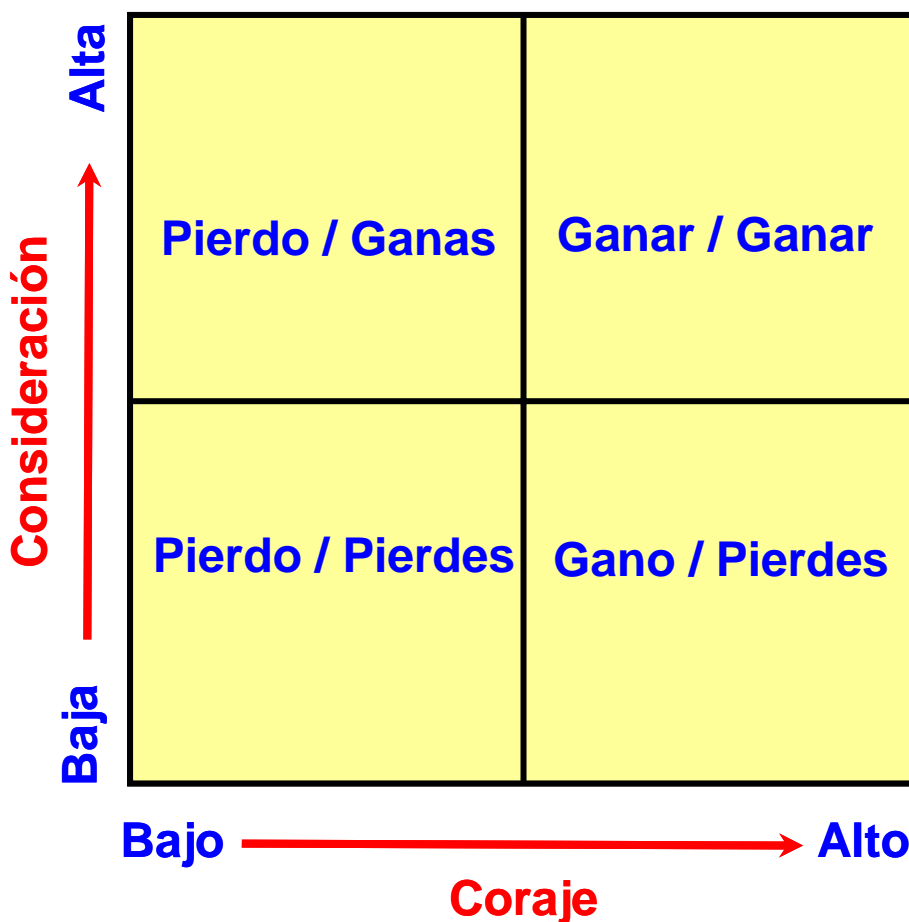 Alta
Consideración
Baja
Pierdo / Ganas
Ganar / Ganar
Pierdo / Pierdes
Gano / Pierdes
Bajo
Alto
Coraje